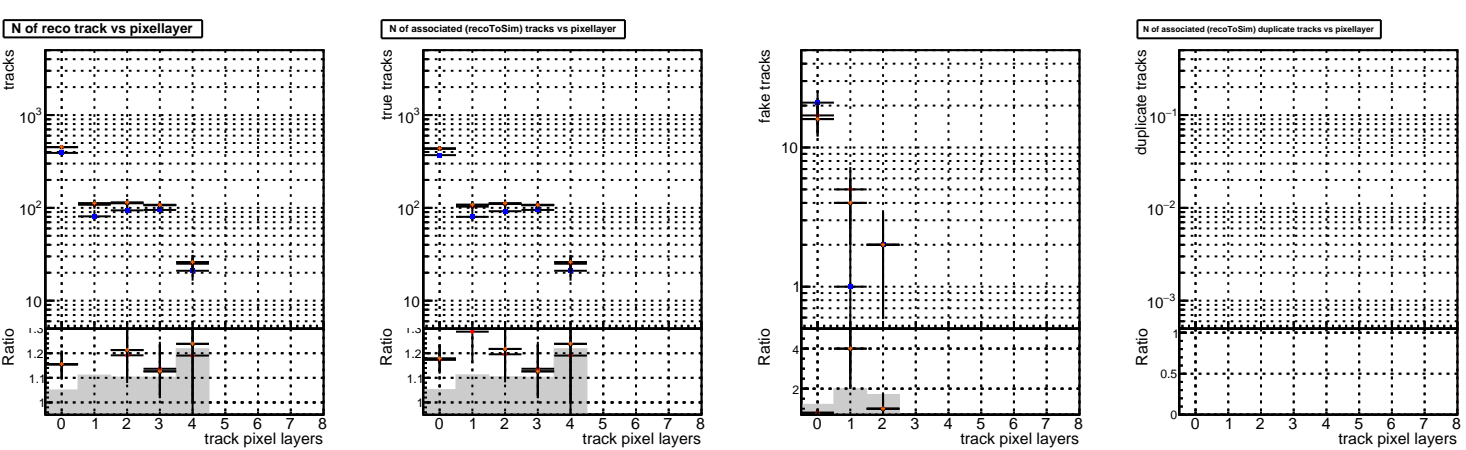 N of reco track vs pixellayer
tracks
10³
10²
10
Ratio
1.3
1.2
1.1
1
0 1 2 3 4 5 6 7 8
track pixel layers
N of associated (recoToSim) tracks vs pixellayer
true tracks
10³
10²
10
Ratio
1.3
1.2
1.1
1
0 1 2 3 4 5 6 7 8
track pixel layers
fake tracks
10
1
Ratio
4
2
0 1 2 3 4 5 6 7 8
track pixel layers
N of associated (recoToSim) duplicate tracks vs pixellayer
duplicate tracks
10⁻¹
10⁻²
10⁻³
Ratio
1
0.5
0
0 1 2 3 4 5 6 7 8
track pixel layers